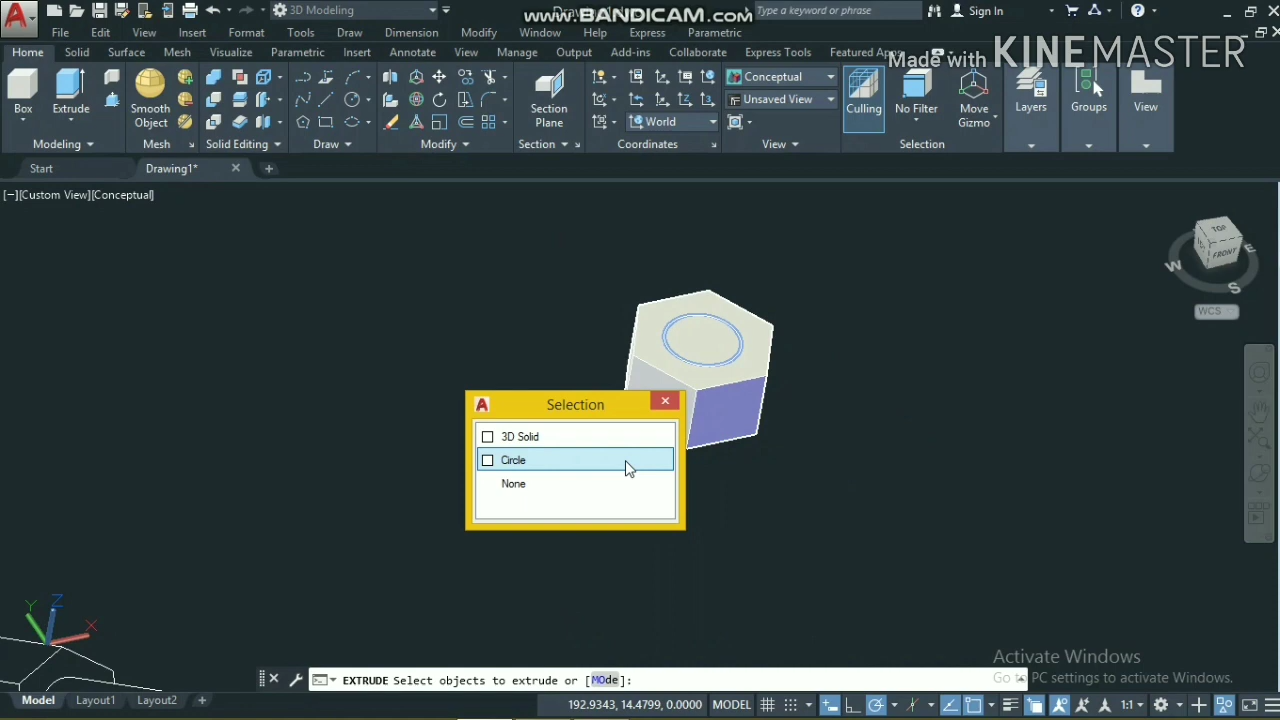 3D Modeling
www.BANDICAM.com
Type a keyword or phrase
Sign In
File Edit View Insert Format Tools Draw Dimension Modify Window Help Express Parametric
Made with KINEMASTER
Home Solid Surface Mesh Visualize Parametric Insert Annotate View Manage Output Add-ins Collaborate Express Tools Featured Apps
Box
Extrude
Smooth Object
Section Plane
Conceptual
Unsaved View
World
Culling
No Filter
Move Gizmo
Layers
Groups
View
Modeling
Mesh
Solid Editing
Draw
Modify
Section
Coordinates
View
Selection
Start
Drawing1*
[−][Custom View][Conceptual]
TOP
FRONT
W
E
S
WCS
Selection
3D Solid
Circle
None
Y
Z
X
Activate Windows
Go to PC settings to activate Windows.
EXTRUDE Select objects to extrude or [MOde]:
Model Layout1 Layout2
192.9343, 14.4799, 0.0000 MODEL
1:1